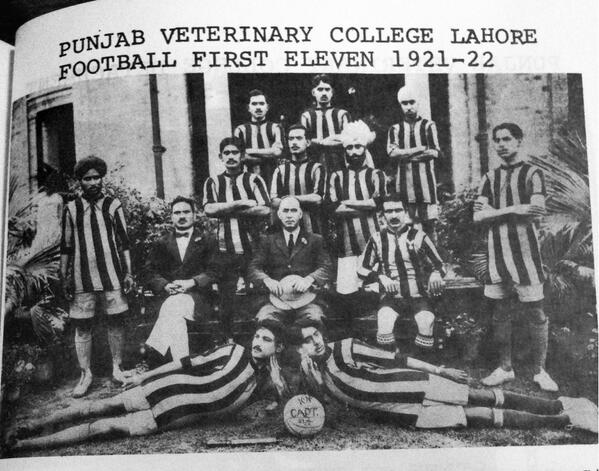 PUNJAB VETERINARY COLLEGE LAHORE
FOOTBALL FIRST ELEVEN 1921-22
CAPT.